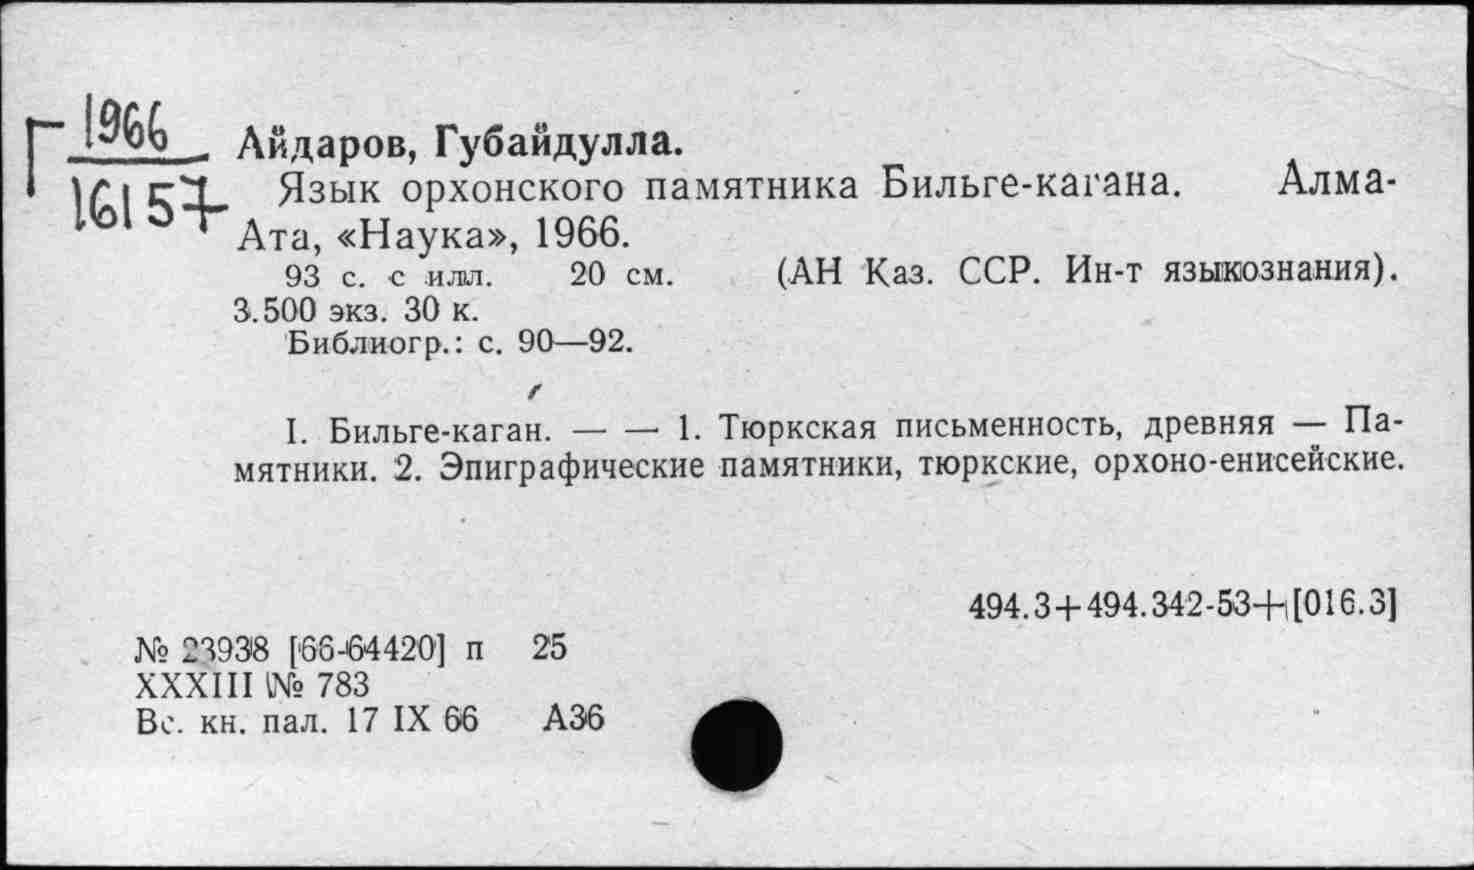 Г 1966
16157
Айдаров, Губайдулла.
Язык орхонского памятника Бильге-кагана. Алма-
Ата, «Наука», 1966.
93 с. с илл. 20 см. (АН Каз. ССР. Ин-т языкознания).
3.500 экз. 30 к.
Библиогр.: с. 90—92.
I. Бильге-каган. — — 1. Тюркская письменность, древняя — Па-
мятники. 2. Эпиграфические памятники, тюркские, орхоно-енисейские.
494.3+494.342-53+[016.3]
№ 23938 [66-64420] п 25
XXXIII № 783
Вс. кн. пал. 17 IX 66 А36